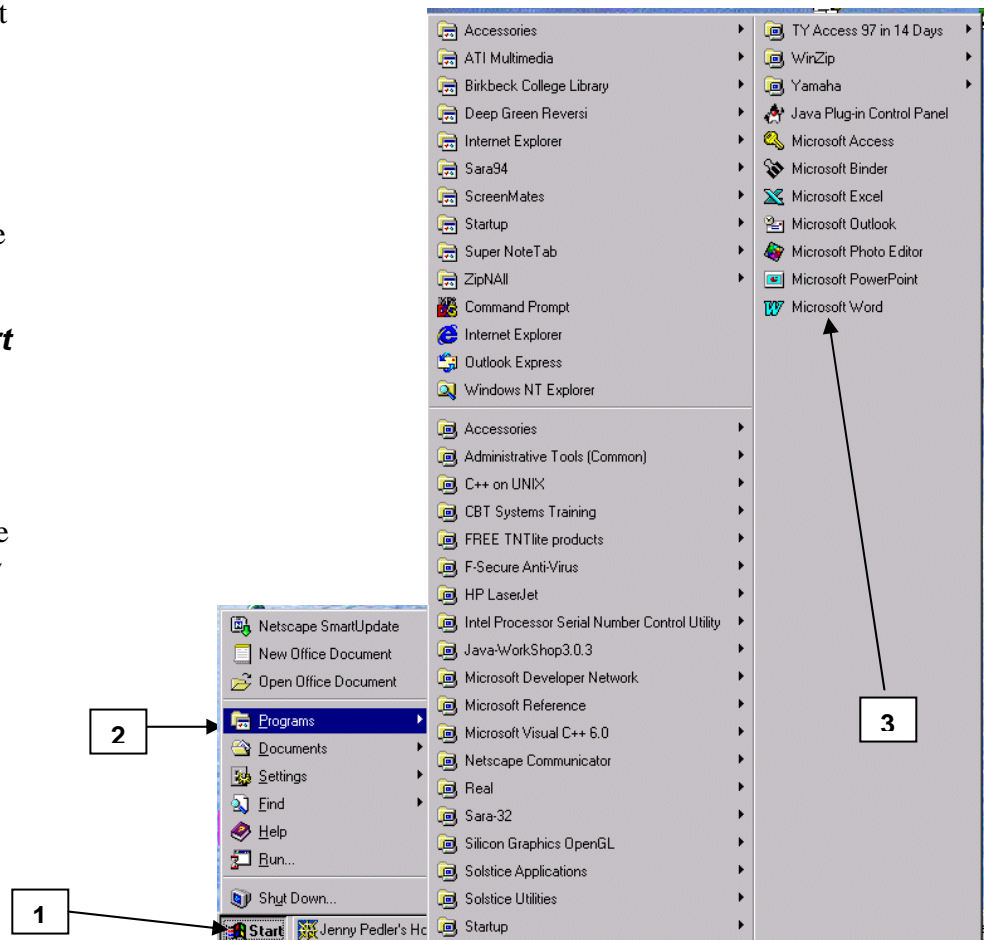 t
e
rt
e
Accessories
ATI Multimedia
Birkbeck College Library
Deep Green Reversi
Internet Explorer
Sara94
ScreenMates
Startup
Super NoteTab
ZipNAll
Command Prompt
Internet Explorer
Outlook Express
Windows NT Explorer
Accessories
Administrative Tools (Common)
C++ on UNIX
CBT Systems Training
FREE TNTlite products
F-Secure Anti-Virus
HP LaserJet
Intel Processor Serial Number Control Utility
Java-WorkShop3.0.3
Microsoft Developer Network
Microsoft Reference
Microsoft Visual C++ 6.0
Netscape Communicator
Real
Sara-32
Silicon Graphics OpenGL
Solstice Applications
Solstice Utilities
Startup
TY Access 97 in 14 Days
WinZip
Yamaha
Java Plug-in Control Panel
Microsoft Access
Microsoft Binder
Microsoft Excel
Microsoft Outlook
Microsoft Photo Editor
Microsoft PowerPoint
Microsoft Word
3
Netscape SmartUpdate
New Office Document
Open Office Document
2
Programs
Documents
Settings
Find
Help
Run...
Shut Down...
1
Start
Jenny Pedler's Ho